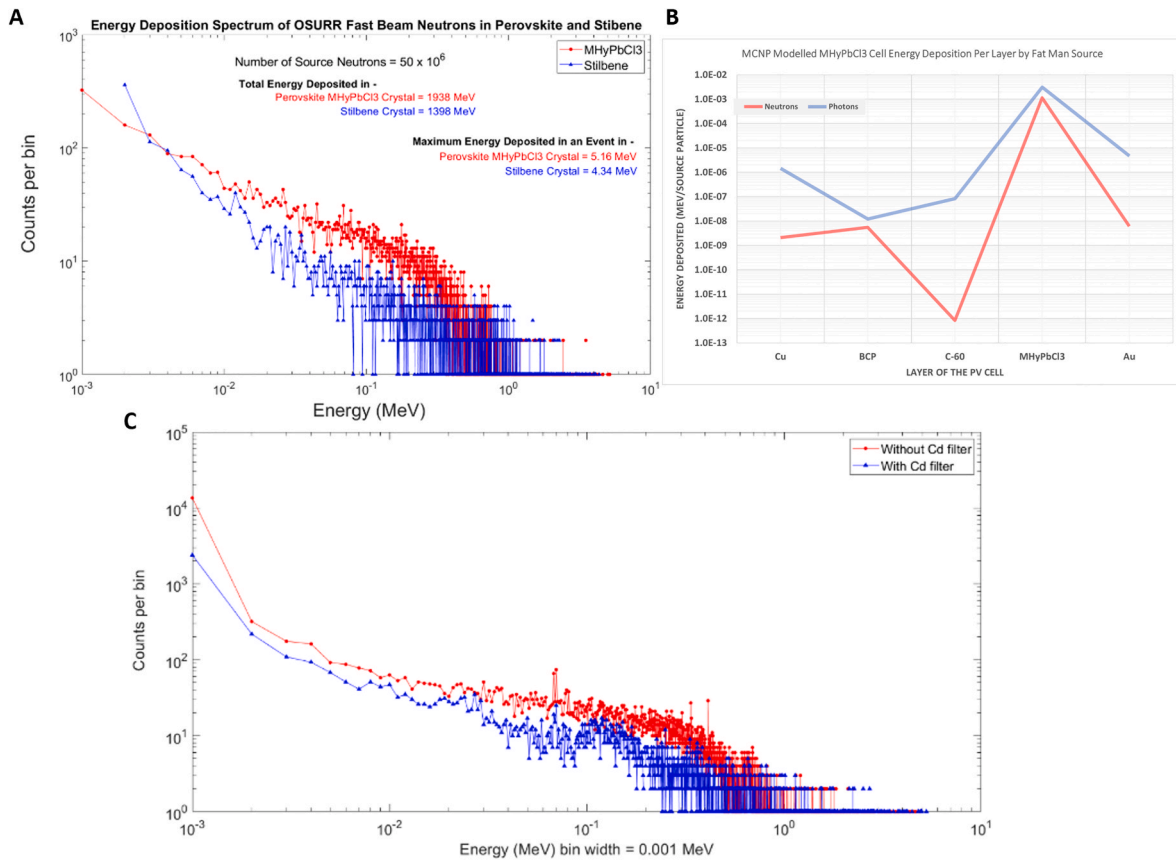 A
Energy Deposition Spectrum of OSURR Fast Beam Neutrons in Perovskite and Stibene
10^3
10^2
10^1
10^0
Counts per bin
MHyPbCl3
Stilbene
Number of Source Neutrons = 50 x 10^6
Total Energy Deposited in -
Perovskite MHyPbCl3 Crystal = 1938 MeV
Stilbene Crystal = 1398 MeV
Maximum Energy Deposited in an Event in -
Perovskite MHyPbCl3 Crystal = 5.16 MeV
Stilbene Crystal = 4.34 MeV
10^-3
10^-2
10^-1
10^0
10^1
Energy (MeV)
B
MCNP Modelled MHyPbCl3 Cell Energy Deposition Per Layer by Fat Man Source
1.0E-02
1.0E-03
1.0E-04
1.0E-05
1.0E-06
1.0E-07
1.0E-08
1.0E-09
1.0E-10
1.0E-11
1.0E-12
1.0E-13
ENERGY DEPOSITED (MEV/SOURCE PARTICLE)
Neutrons
Photons
Cu
BCP
C-60
MHyPbCl3
Au
LAYER OF THE PV CELL
C
10^5
10^4
10^3
10^2
10^1
10^0
Counts per bin
Without Cd filter
With Cd filter
10^-3
10^-2
10^-1
10^0
10^1
Energy (MeV) bin width = 0.001 MeV